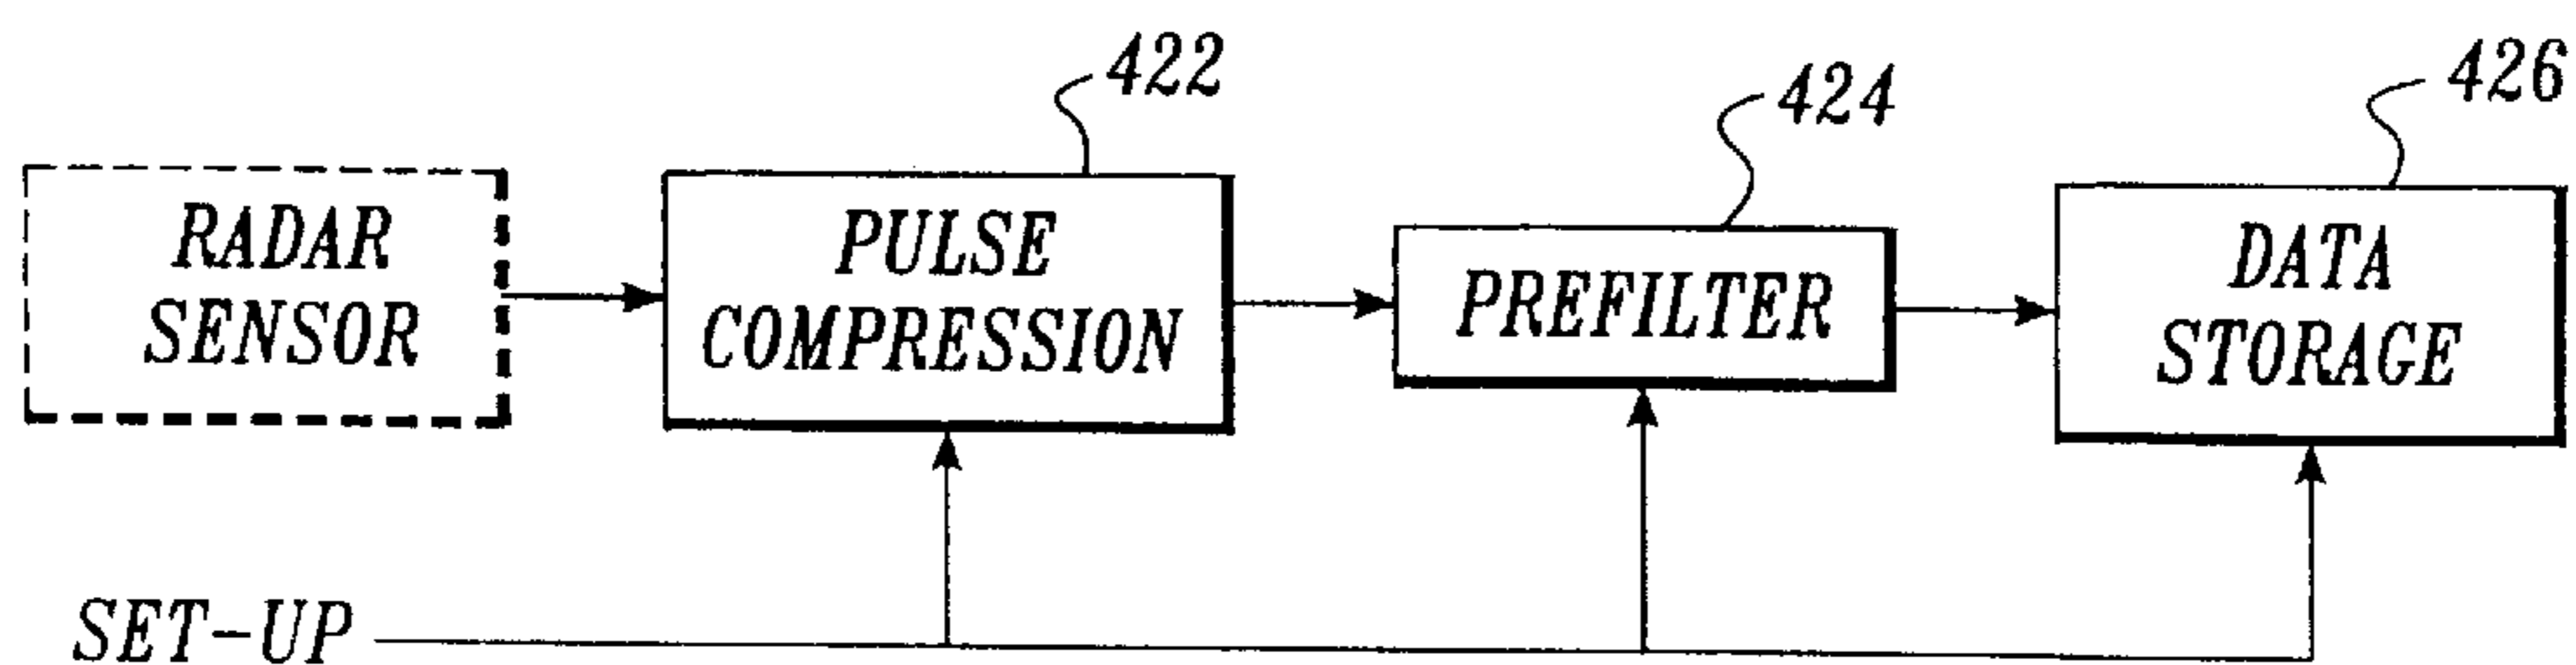 422
424
426
RADAR
SENSOR
PULSE
COMPRESSION
PREFILTER
DATA
STORAGE
SET-UP